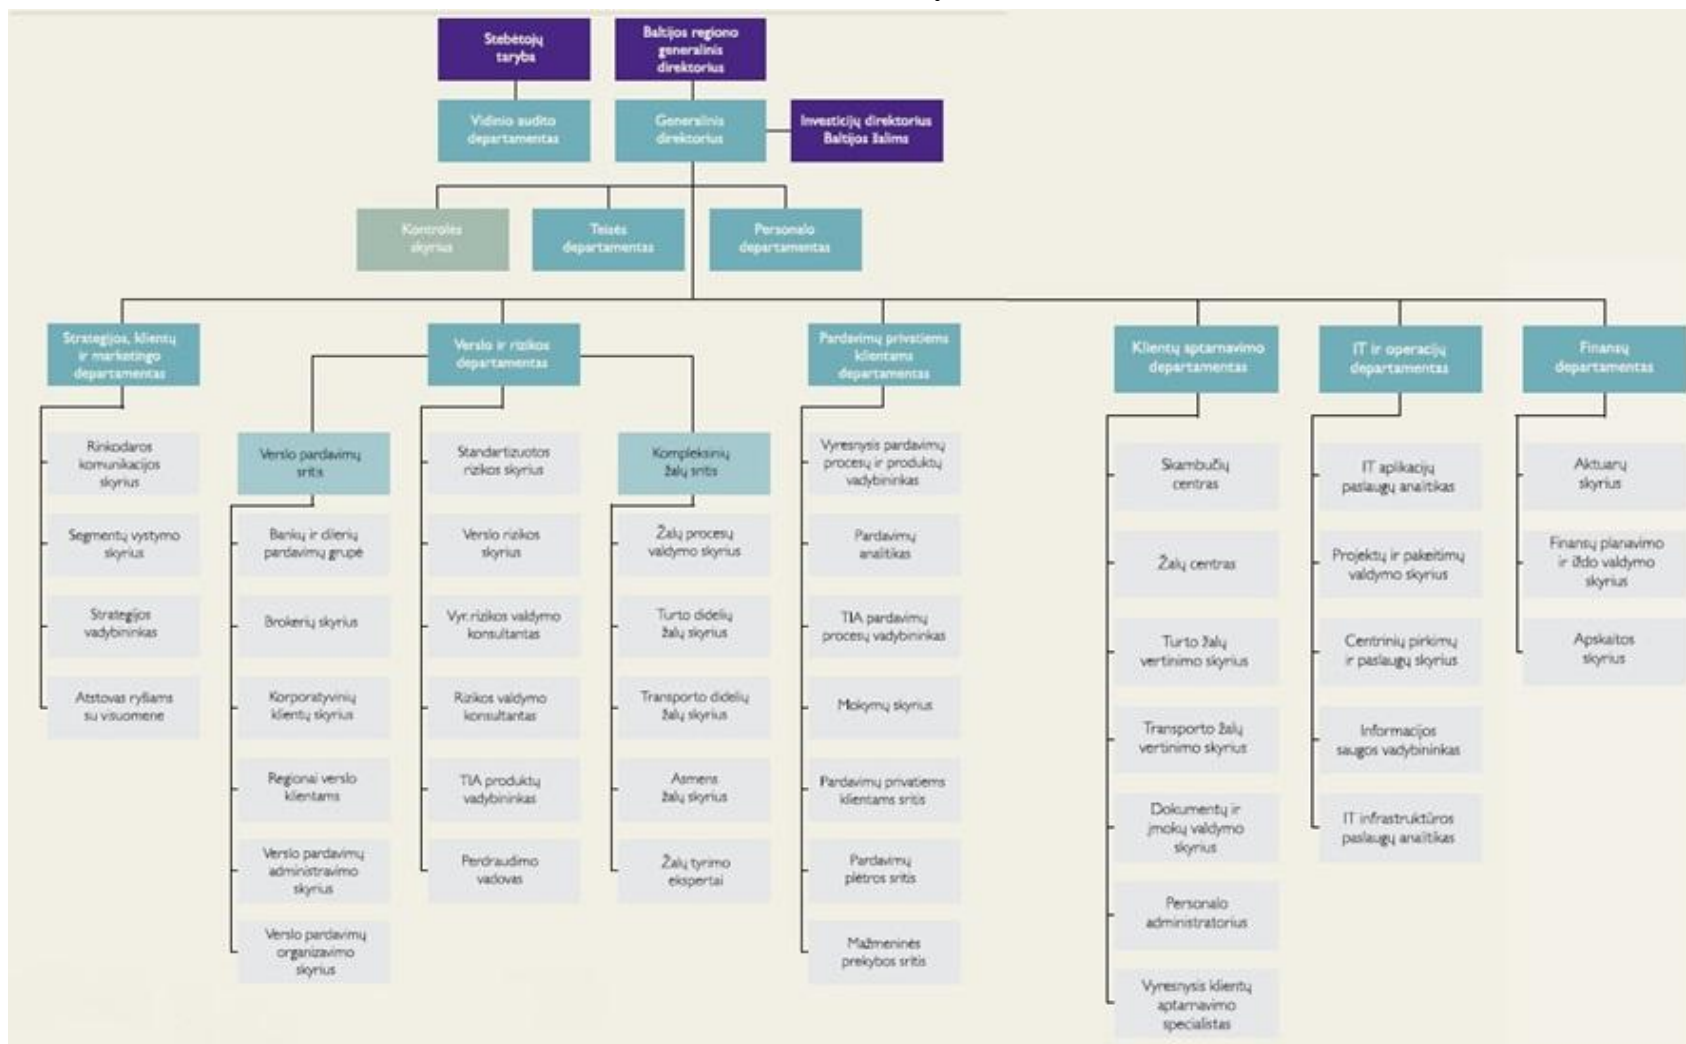 Stebėtojų
taryba
Baltijos regiono
generalinis
direktorius
Vidinio audito
departamentas
Generalinis
direktorius
Investicijų direktorius
Baltijos šalims
Kontrolės
skyrius
Teisės
departamentas
Personalo
departamentas
Strategijos, klientų
ir marketingo
departamentas
Verslo ir rizikos
departamentas
Pardavimų privatiems
klientams
departamentas
Klientų aptarnavimo
departamentas
IT ir operacijų
departamentas
Finansų
departamentas
Rinkodaros
komunikacijos
skyrius
Segmentų vystymo
skyrius
Strategijos
vadybininkas
Atstovas ryšiams
su visuomene
Verslo pardavimų
sritis
Bankų ir dilerių
pardavimų grupė
Brokerių skyrius
Korporatyvinių
klientų skyrius
Regionai verslo
klientams
Verslo pardavimų
administravimo
skyrius
Verslo pardavimų
organizavimo
skyrius
Standartizuotos
rizikos skyrius
Verslo rizikos
skyrius
Vyr.rizikos valdymo
konsultantas
Rizikos valdymo
konsultantas
TIA produktų
vadybininkas
Perdraudimo
vadovas
Kompleksinių
žalų sritis
Žalų procesų
valdymo skyrius
Turto didelių
žalų skyrius
Transporto didelių
žalų skyrius
Asmens
žalų skyrius
Žalų tyrimo
ekspertai
Vyresnysis pardavimų
procesų ir produktų
vadybininkas
Pardavimų
analitikas
TIA pardavimų
procesų vadybininkas
Mokymų skyrius
Pardavimų privatiems
klientams sritis
Pardavimų
plėtros sritis
Mažmeninės
prekybos sritis
Skambučių
centras
Žalų centras
Turto žalų
vertinimo skyrius
Transporto žalų
vertinimo skyrius
Dokumentų ir
įmokų valdymo
skyrius
Personalo
administratorius
Vyresnysis klientų
aptarnavimo
specialistas
IT aplikacijų
paslaugų analitikas
Projektų ir pakeitimų
valdymo skyrius
Centrinių pirkimų
ir paslaugų skyrius
Informacijos
saugos vadybininkas
IT infrastruktūros
paslaugų analitikas
Aktuarų
skyrius
Finansų planavimo
ir iždo valdymo
skyrius
Apskaitos
skyrius